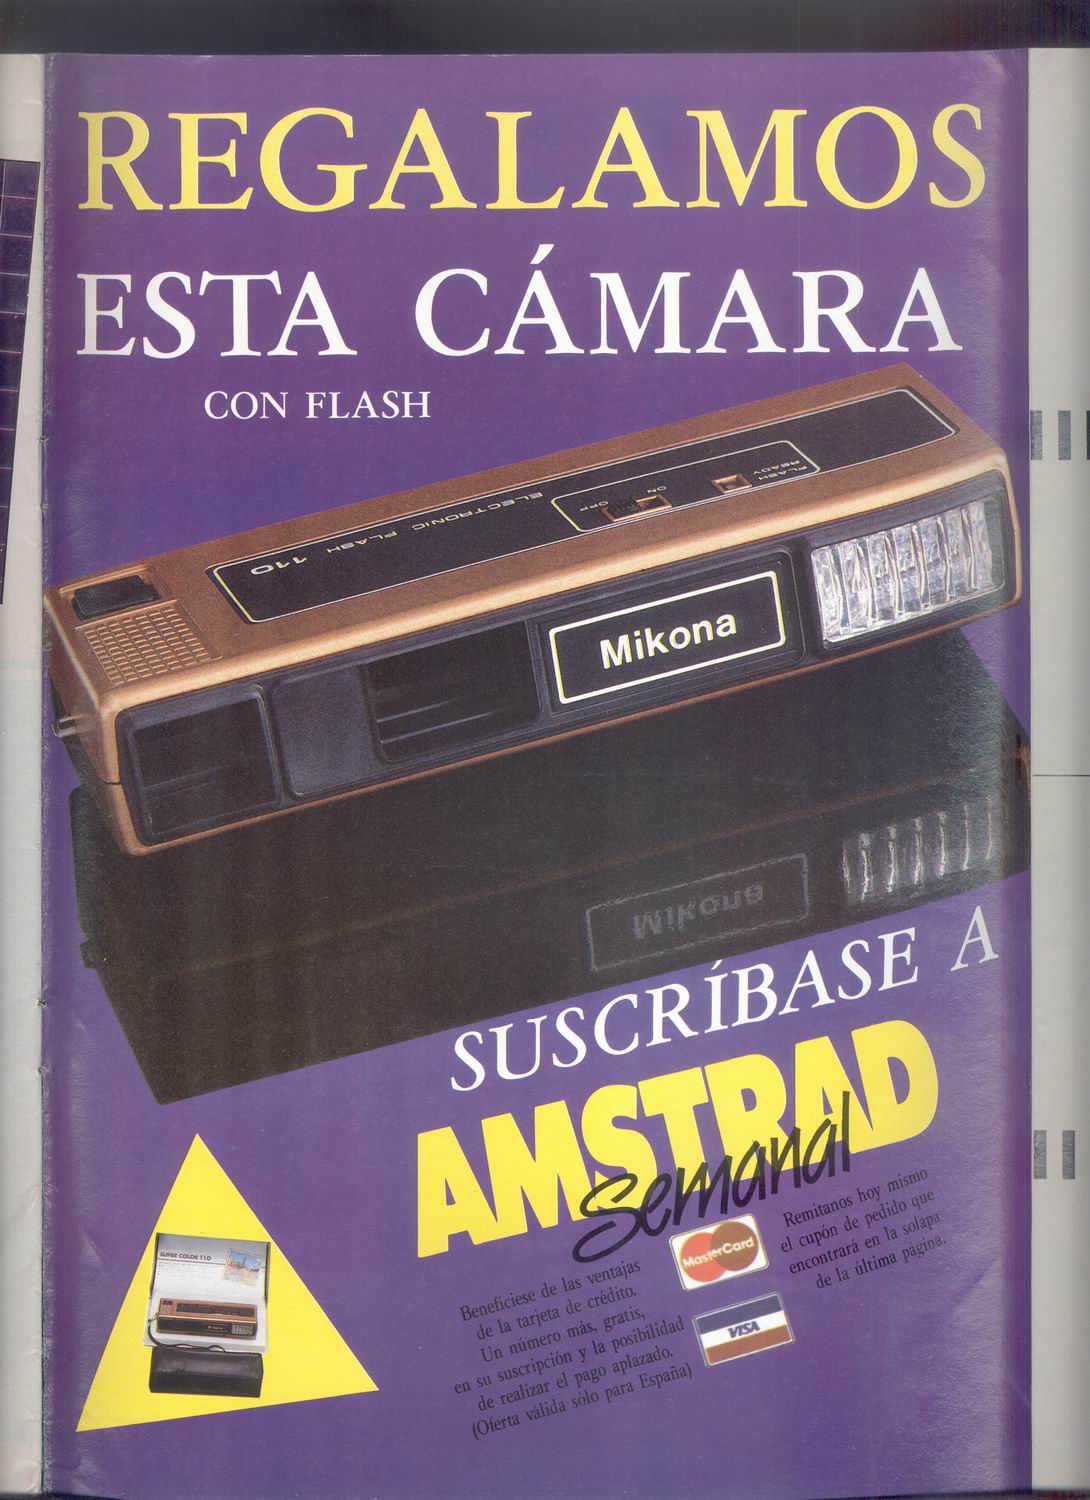 REGALAMOS
ESTA CÁMARA
CON FLASH
FLASH
READY
ON
OFF
ELECTRONIC FLASH 110
Mikona
Mikona
SUSCRÍBASE A
AMSTRAD
Semanal
Remítanos hoy mismo
el cupón de pedido que
encontrará en la solapa
de la última página.
MasterCard
VISA
Benefíciese de las ventajas
de la tarjeta de crédito.
Un número más, gratis,
en su suscripción y la posibilidad
de realizar el pago aplazado.
(Oferta válida sólo para España)
SUPER COLOR 110